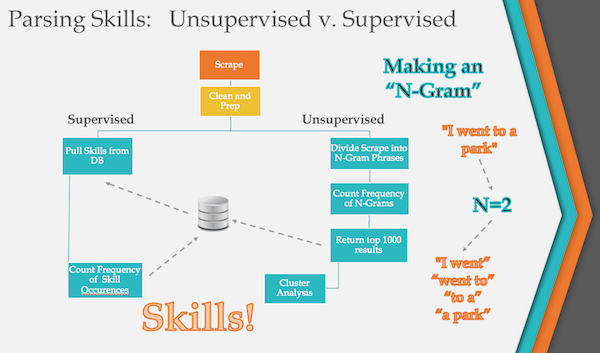 Parsing Skills: Unsupervised v. Supervised
Scrape
Clean and
Prep
Supervised
Unsupervised
Pull Skills from
DB
Count Frequency
of Skill
Occurences
Divide Scrape into
N-Gram Phrases
Count Frequency
of N-Grams
Return top 1000
results
Cluster
Analysis
Skills!
Making an
“N-Gram”
"I went to a
park"
N=2
"I went”
“went to”
“to a”
“a park”